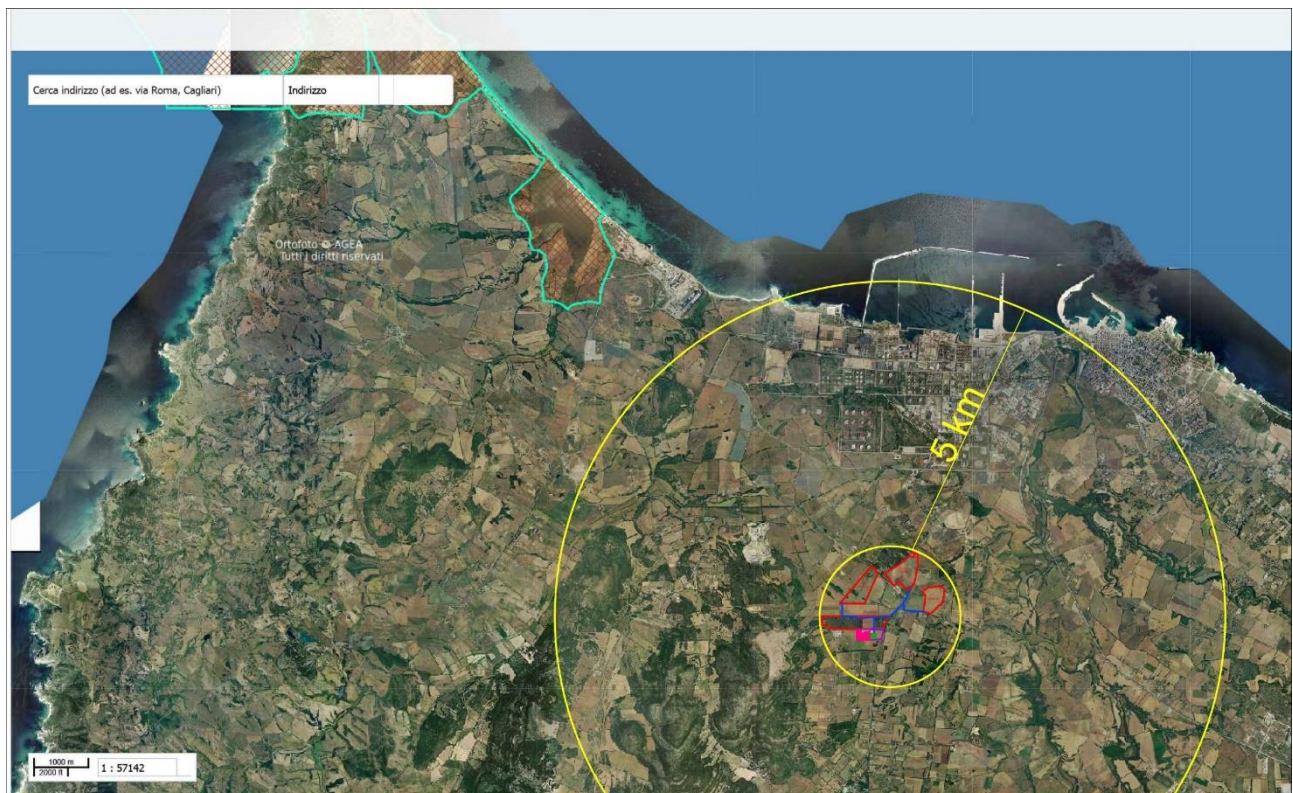 Cerca indirizzo (ad es. via Roma, Cagliari) Indirizzo
Ortofoto © AGEA
Tutti i diritti riservati
5 km
1000 m
2000 ft
1 : 57142